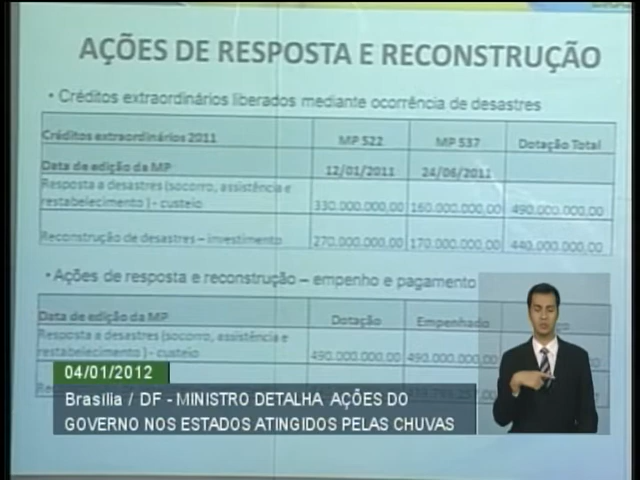 AÇÕES DE RESPOSTA E RECONSTRUÇÃO
• Créditos extraordinários liberados mediante ocorrência de desastres
Créditos extraordinários 2011 MP 522 MP 537 Dotação Total
Data de edição da MP 12/01/2011 24/06/2011
Resposta a desastres (socorro, assistência e
restabelecimento ) - custeio 330.000.000,00 160.000.000,00 490.000.000,00
Reconstrução de desastres – investimento 270.000.000,00 170.000.000,00 440.000.000,00
• Ações de resposta e reconstrução – empenho e pagamento
Data de edição da MP Dotação Empenhado
Resposta a desastres (socorro, assistência e
restabelecimento ) - custeio 490.000.000,00 490.000.000,00
04/01/2012
Brasília / DF - MINISTRO DETALHA AÇÕES DO
GOVERNO NOS ESTADOS ATINGIDOS PELAS CHUVAS